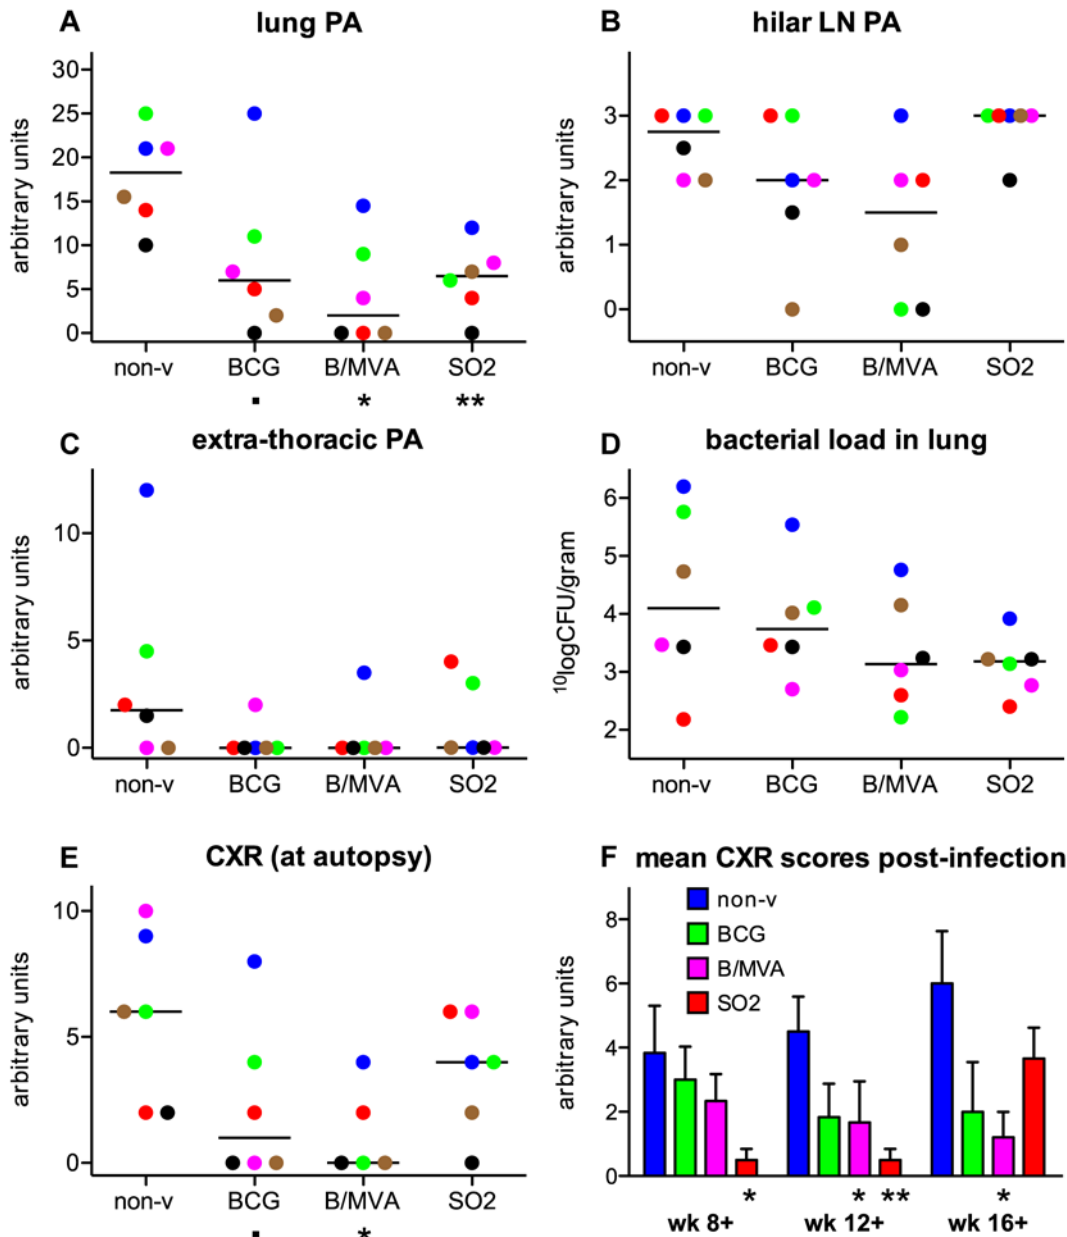 A lung PA
30
25
20
15
10
5
0
arbitrary units
non-v BCG B/MVA SO2
▪ * **
B hilar LN PA
3
2
1
0
arbitrary units
non-v BCG B/MVA SO2
C extra-thoracic PA
10
5
0
arbitrary units
non-v BCG B/MVA SO2
D bacterial load in lung
6
5
4
3
2
10logCFU/gram
non-v BCG B/MVA SO2
E CXR (at autopsy)
10
5
0
arbitrary units
non-v BCG B/MVA SO2
▪ *
F mean CXR scores post-infection
8
6
4
2
0
arbitrary units
non-v
BCG
B/MVA
SO2
* * ** *
wk 8+ wk 12+ wk 16+